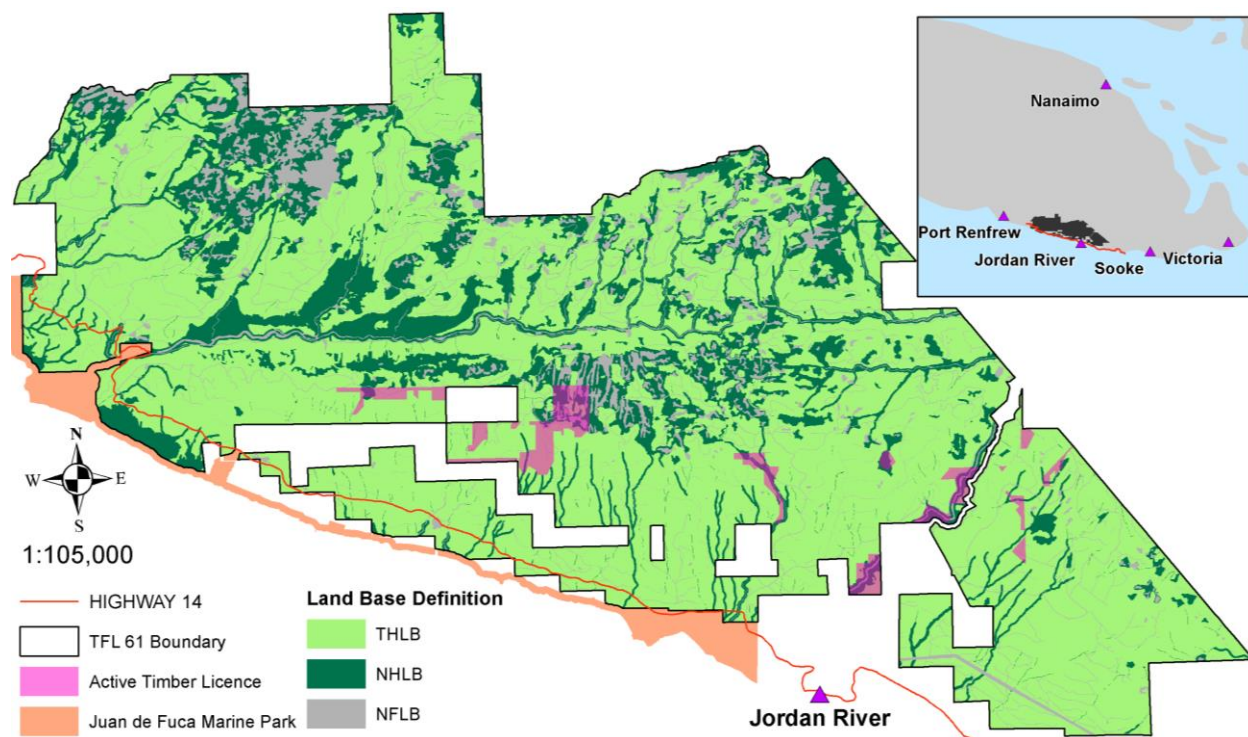 Nanaimo
Port Renfrew
Jordan River
Sooke
Victoria
N
W
E
S
1:105,000
HIGHWAY 14
TFL 61 Boundary
Active Timber Licence
Juan de Fuca Marine Park
Land Base Definition
THLB
NHLB
NFLB
Jordan River